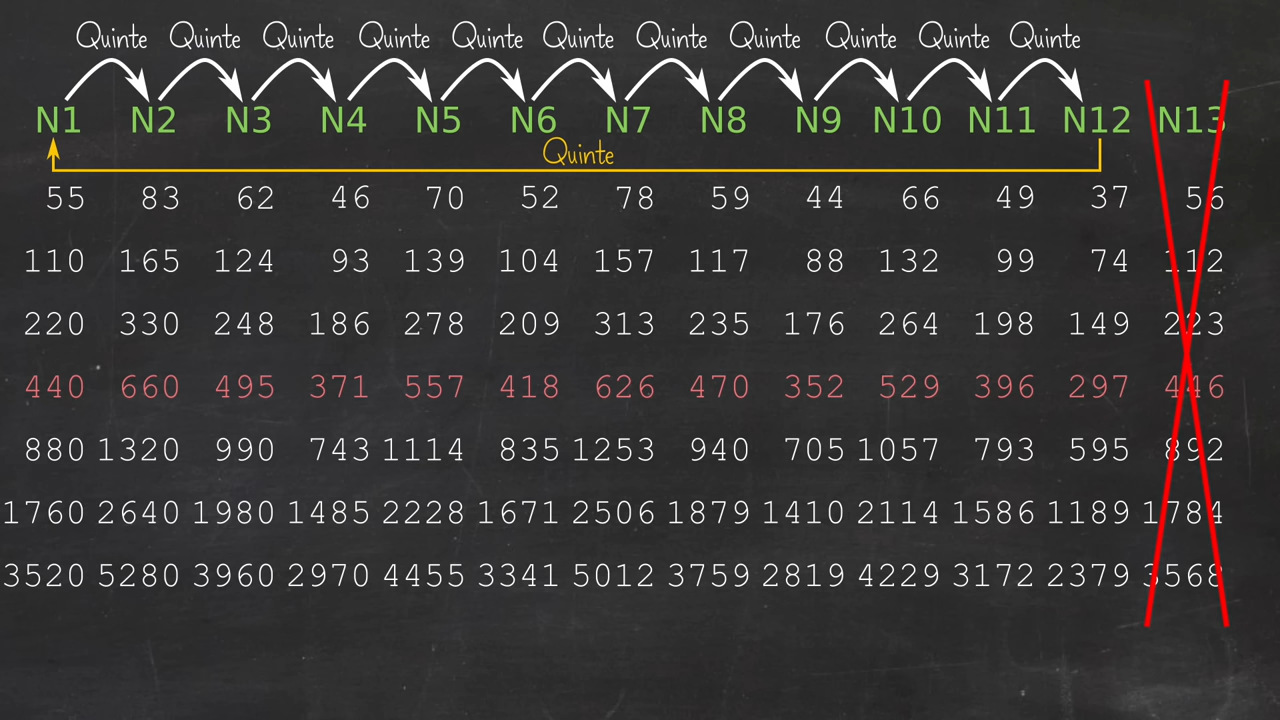 Quinte Quinte Quinte Quinte Quinte Quinte Quinte Quinte Quinte Quinte Quinte
N1 N2 N3 N4 N5 N6 N7 N8 N9 N10 N11 N12 N13
Quinte
55 83 62 46 70 52 78 59 44 66 49 37 56
110 165 124 93 139 104 157 117 88 132 99 74 112
220 330 248 186 278 209 313 235 176 264 198 149 223
440 660 495 371 557 418 626 470 352 529 396 297 446
880 1320 990 743 1114 835 1253 940 705 1057 793 595 892
1760 2640 1980 1485 2228 1671 2506 1879 1410 2114 1586 1189 1784
3520 5280 3960 2970 4455 3341 5012 3759 2819 4229 3172 2379 3568